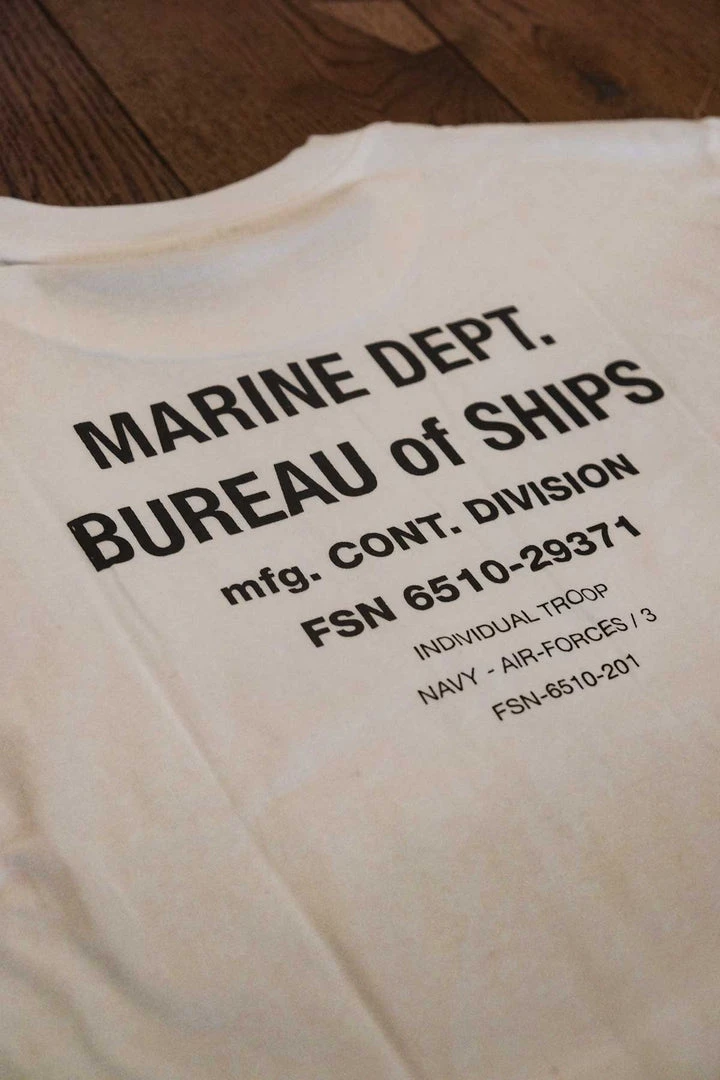 MARINE DEPT.
BUREAU of SHIPS
mfg. CONT. DIVISION
FSN 6510-29371
INDIVIDUAL TROOP
NAVY - AIR-FORCES / 3
FSN-6510-201